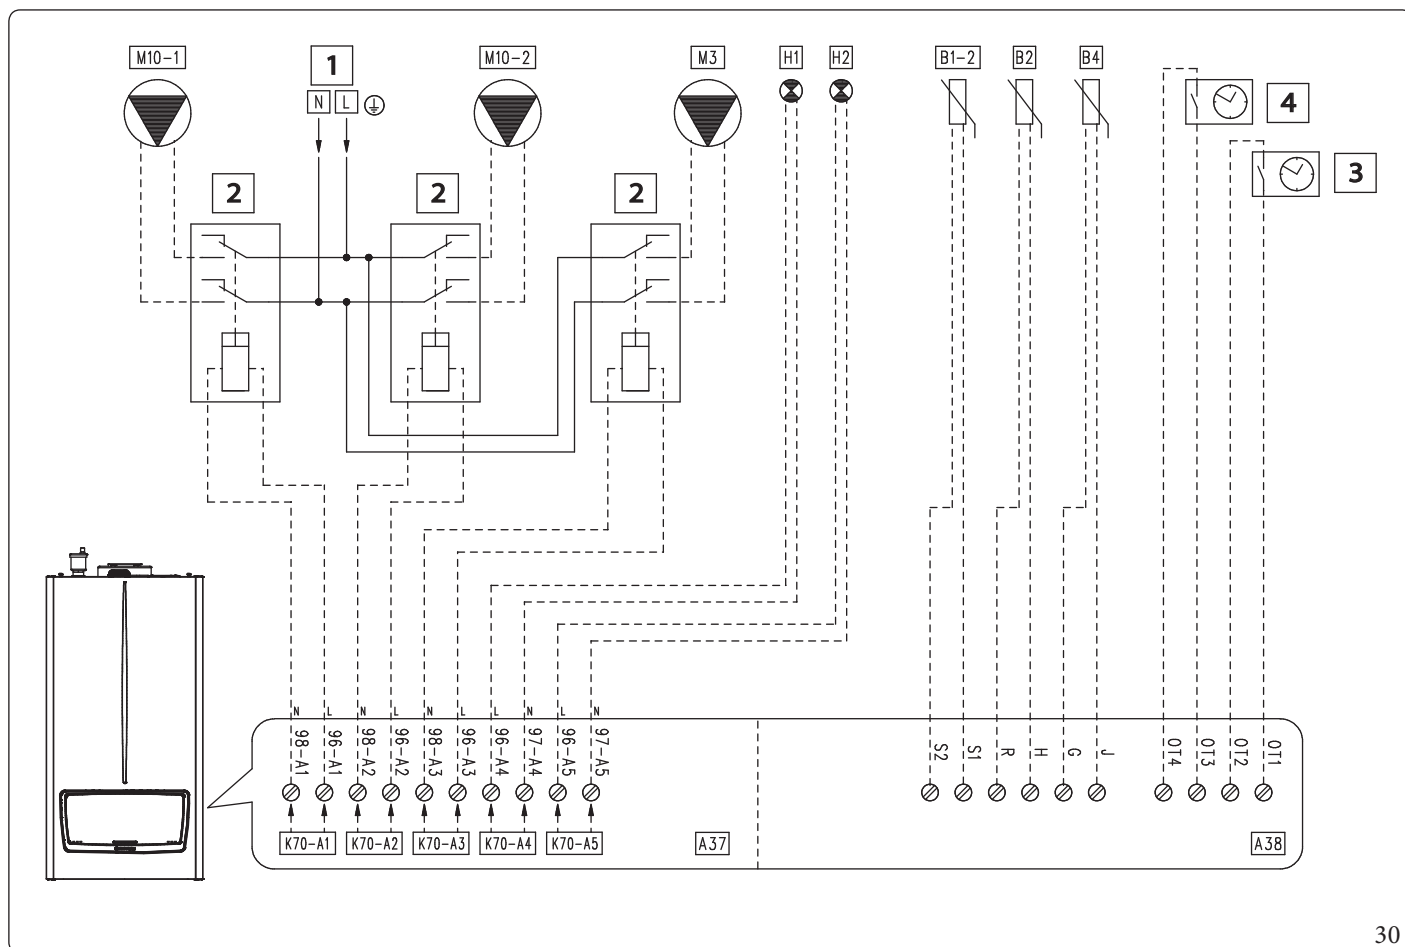 M10-1
1
M10-2
M3
H1
H2
B1-2
B2
B4
N
L
4
3
2
2
2
N
L
N
L
N
L
L
N
L
N
98-A1
96-A1
98-A2
96-A2
98-A3
96-A3
96-A4
97-A4
96-A5
97-A5
S2
S1
R
H
G
J
OT4
OT3
OT2
OT1
K70-A1
K70-A2
K70-A3
K70-A4
K70-A5
A37
A38
30